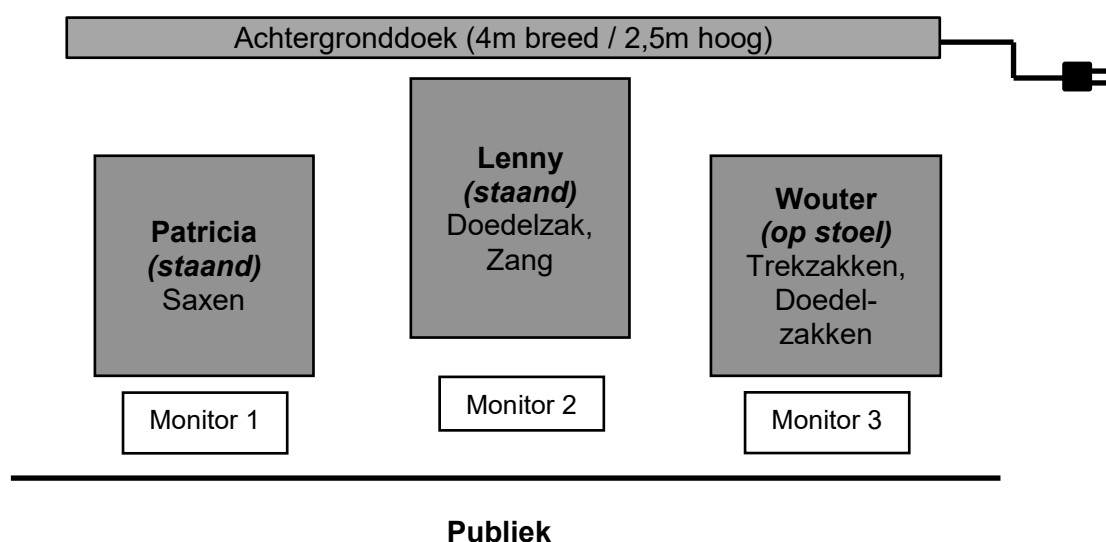 Achtergronddoek (4m breed / 2,5m hoog)
Patricia
(staand)
Saxen
Lenny
(staand)
Doedelzak,
Zang
Wouter
(op stoel)
Trekzakken,
Doedel-
zakken
Monitor 1
Monitor 2
Monitor 3
Publiek